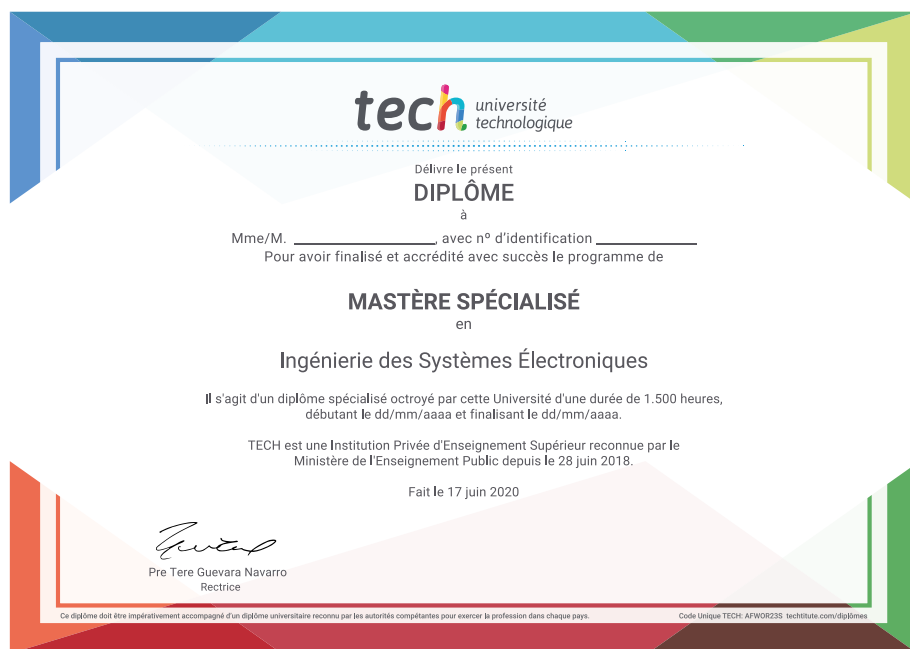 tech université
technologique
Délivre le présent
DIPLÔME
à
Mme/M. ____________________, avec nº d'identification ______________
Pour avoir finalisé et accrédité avec succès le programme de
MASTÈRE SPÉCIALISÉ
en
Ingénierie des Systèmes Électroniques
Il s'agit d'un diplôme spécialisé octroyé par cette Université d'une durée de 1.500 heures,
débutant le dd/mm/aaaa et finalisant le dd/mm/aaaa.
TECH est une Institution Privée d'Enseignement Supérieur reconnue par le
Ministère de l'Enseignement Public depuis le 28 juin 2018.
Fait le 17 juin 2020
Pre Tere Guevara Navarro
Rectrice
Ce diplôme doit être impérativement accompagné d'un diplôme universitaire reconnu par les autorités compétantes pour exercer la profession dans chaque pays. Code Unique TECH: AFWOR23S techtitute.com/diplômes